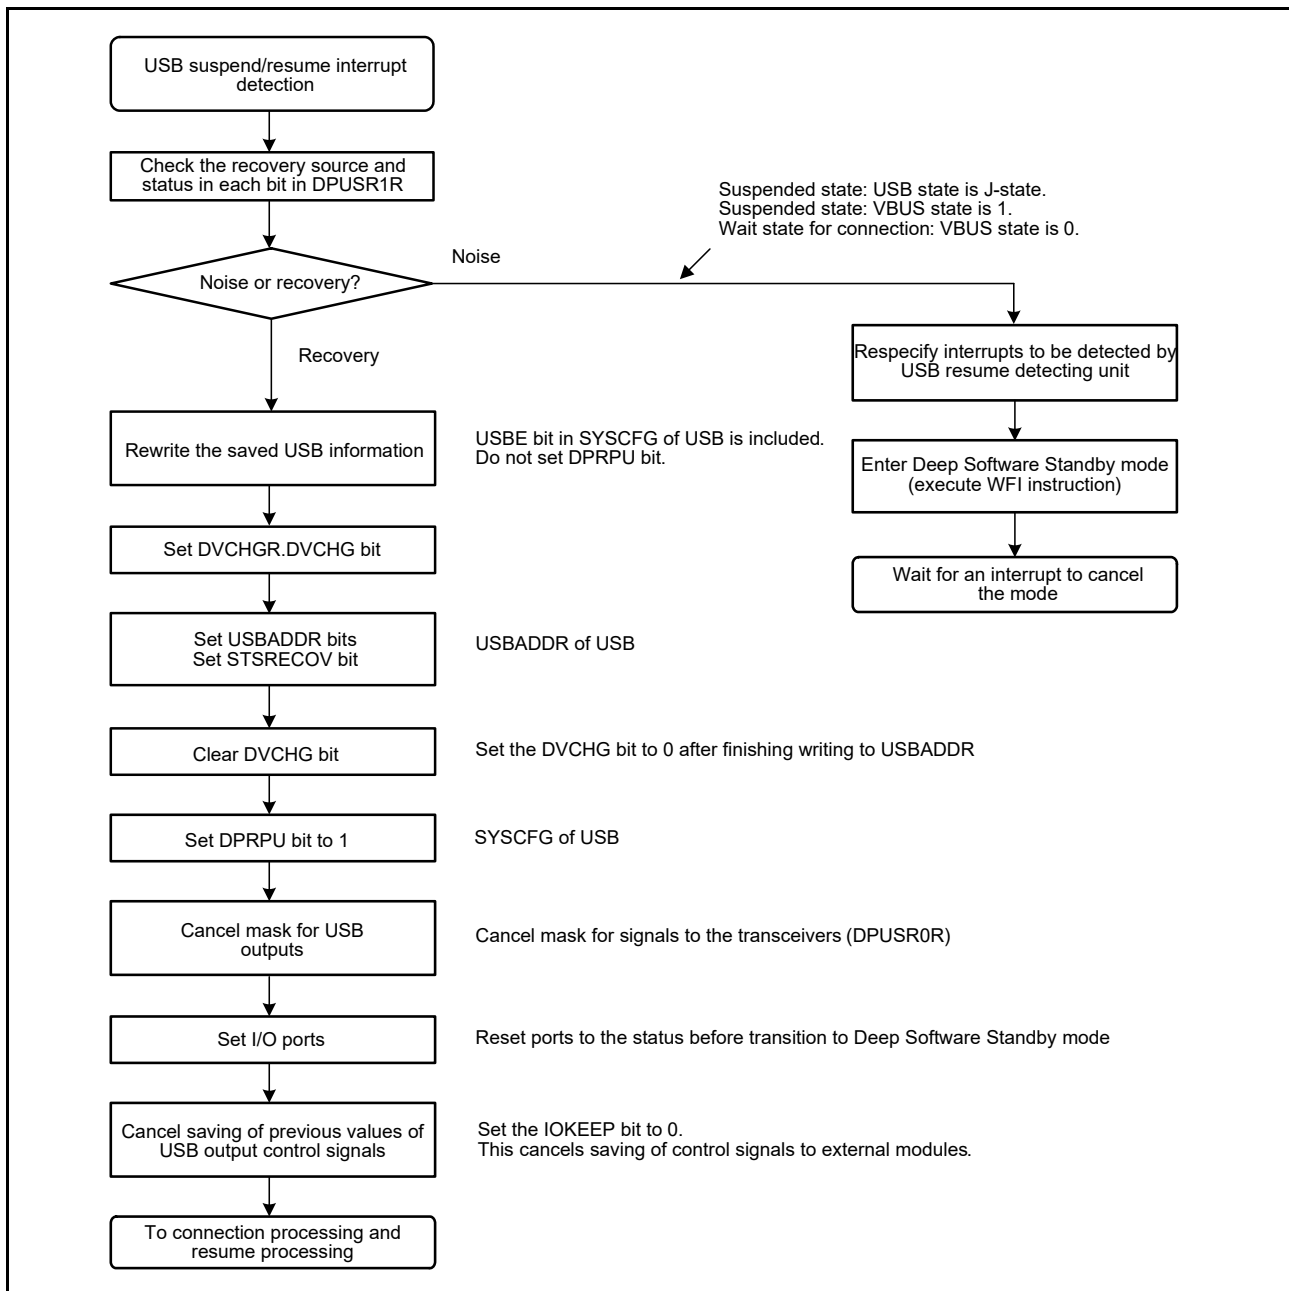 USB suspend/resume interrupt
detection
Check the recovery source and
status in each bit in DPUSR1R
Suspended state: USB state is J-state.
Suspended state: VBUS state is 1.
Wait state for connection: VBUS state is 0.
Noise
Noise or recovery?
Recovery
Respecify interrupts to be detected by
USB resume detecting unit
Enter Deep Software Standby mode
(execute WFI instruction)
Wait for an interrupt to cancel
the mode
Rewrite the saved USB information
USBE bit in SYSCFG of USB is included.
Do not set DPRPU bit.
Set DVCHGR.DVCHG bit
Set USBADDR bits
Set STSRECOV bit
USBADDR of USB
Clear DVCHG bit
Set the DVCHG bit to 0 after finishing writing to USBADDR
Set DPRPU bit to 1
SYSCFG of USB
Cancel mask for USB
outputs
Cancel mask for signals to the transceivers (DPUSR0R)
Set I/O ports
Reset ports to the status before transition to Deep Software Standby mode
Cancel saving of previous values of
USB output control signals
Set the IOKEEP bit to 0.
This cancels saving of control signals to external modules.
To connection processing and
resume processing